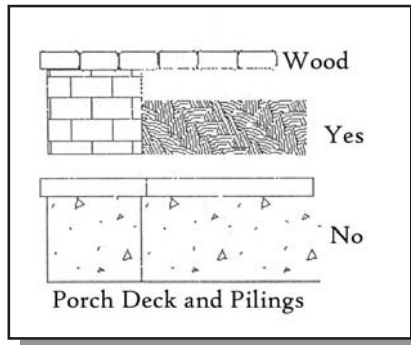 Wood
Yes
No
Porch Deck and Pilings